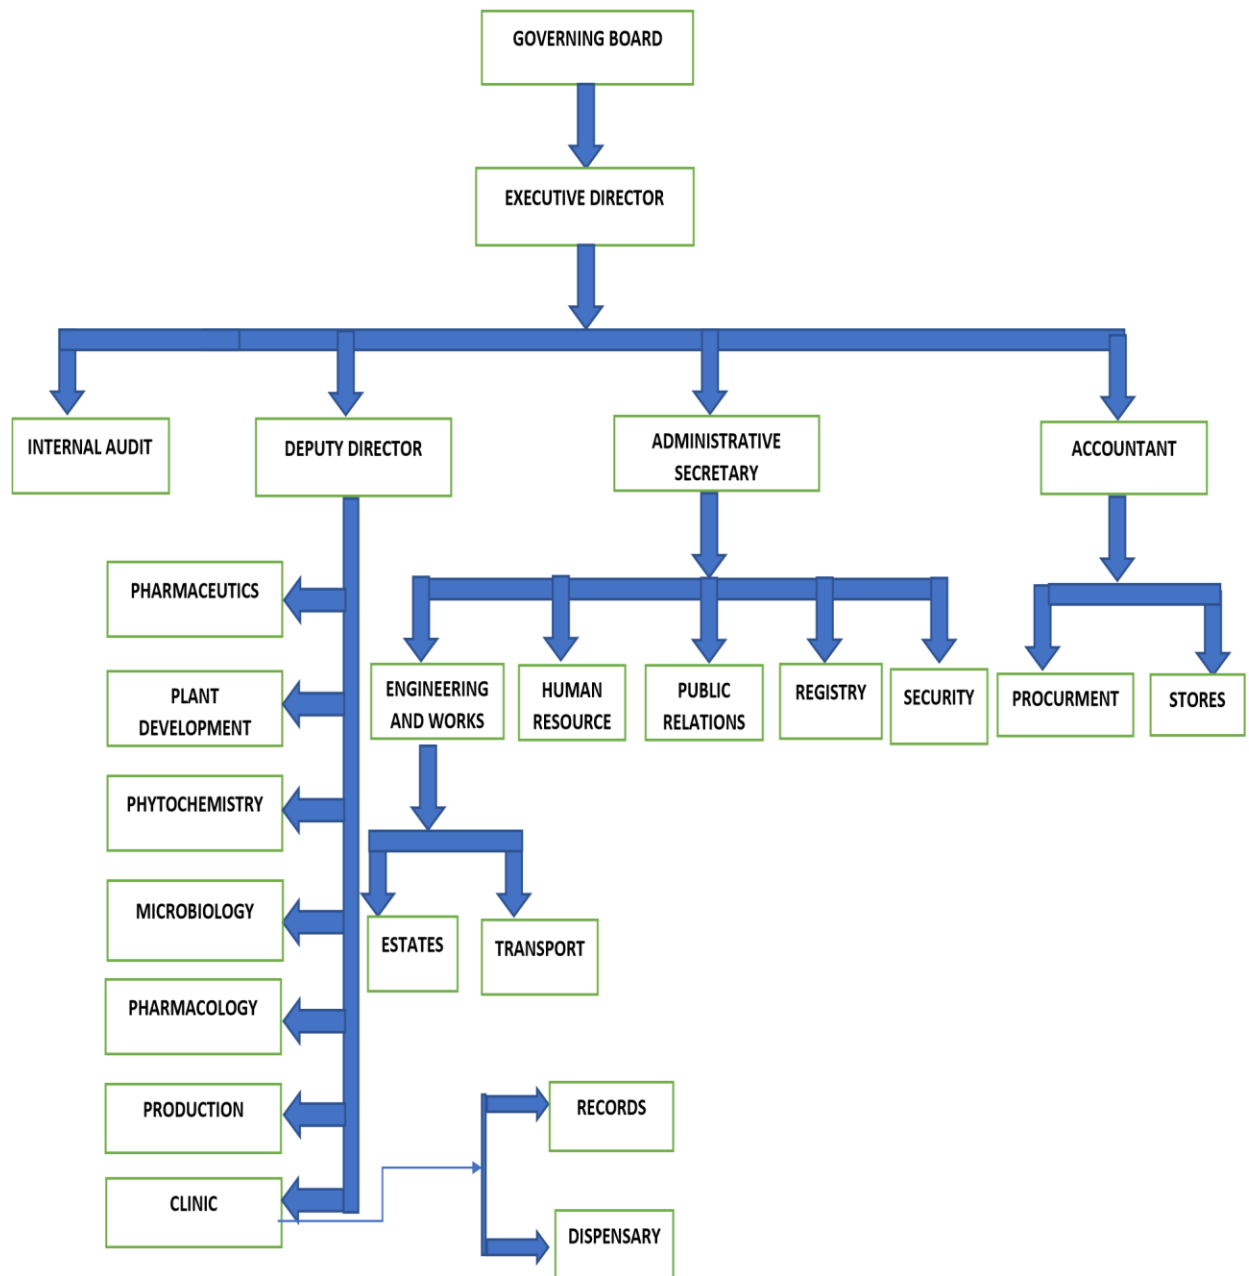 GOVERNING BOARD
EXECUTIVE DIRECTOR
INTERNAL AUDIT
DEPUTY DIRECTOR
ADMINISTRATIVE
SECRETARY
ACCOUNTANT
PHARMACEUTICS
PLANT
DEVELOPMENT
PHYTOCHEMISTRY
MICROBIOLOGY
PHARMACOLOGY
PRODUCTION
CLINIC
RECORDS
DISPENSARY
ENGINEERING
AND WORKS
HUMAN
RESOURCE
PUBLIC
RELATIONS
REGISTRY
SECURITY
ESTATES
TRANSPORT
PROCURMENT
STORES